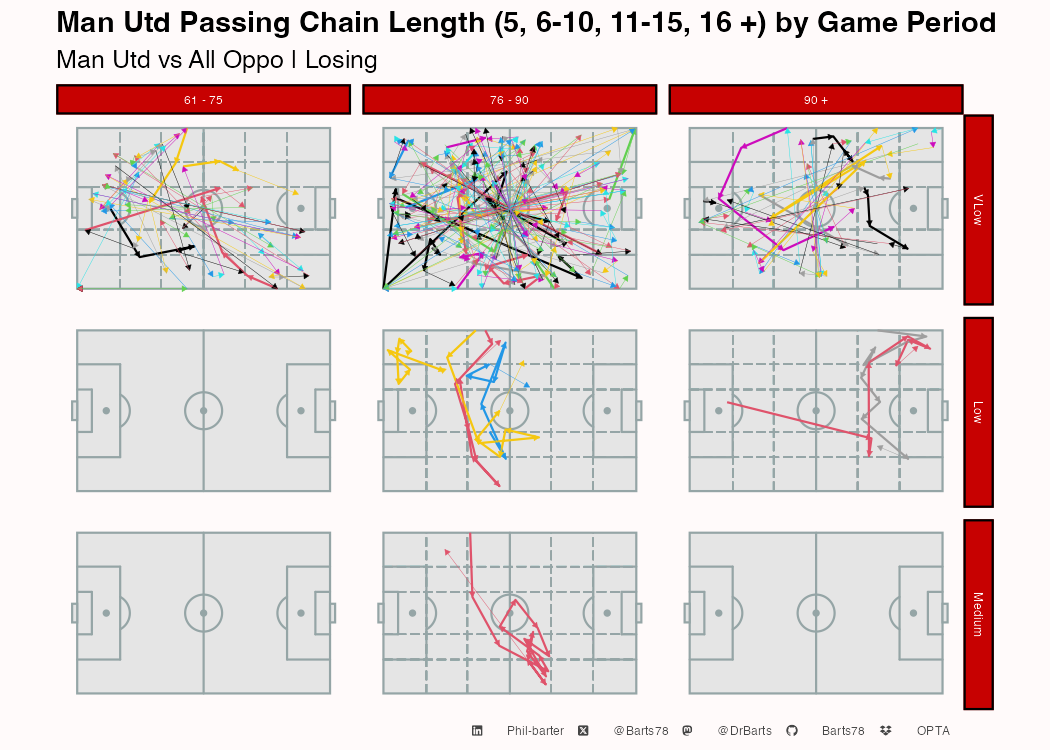 Man Utd Passing Chain Length (5, 6-10, 11-15, 16 +) by Game Period
Man Utd vs All Oppo | Losing
61 - 75
76 - 90
90 +
VLow
Low
Medium
Phil-barter @Barts78 @DrBarts Barts78 OPTA